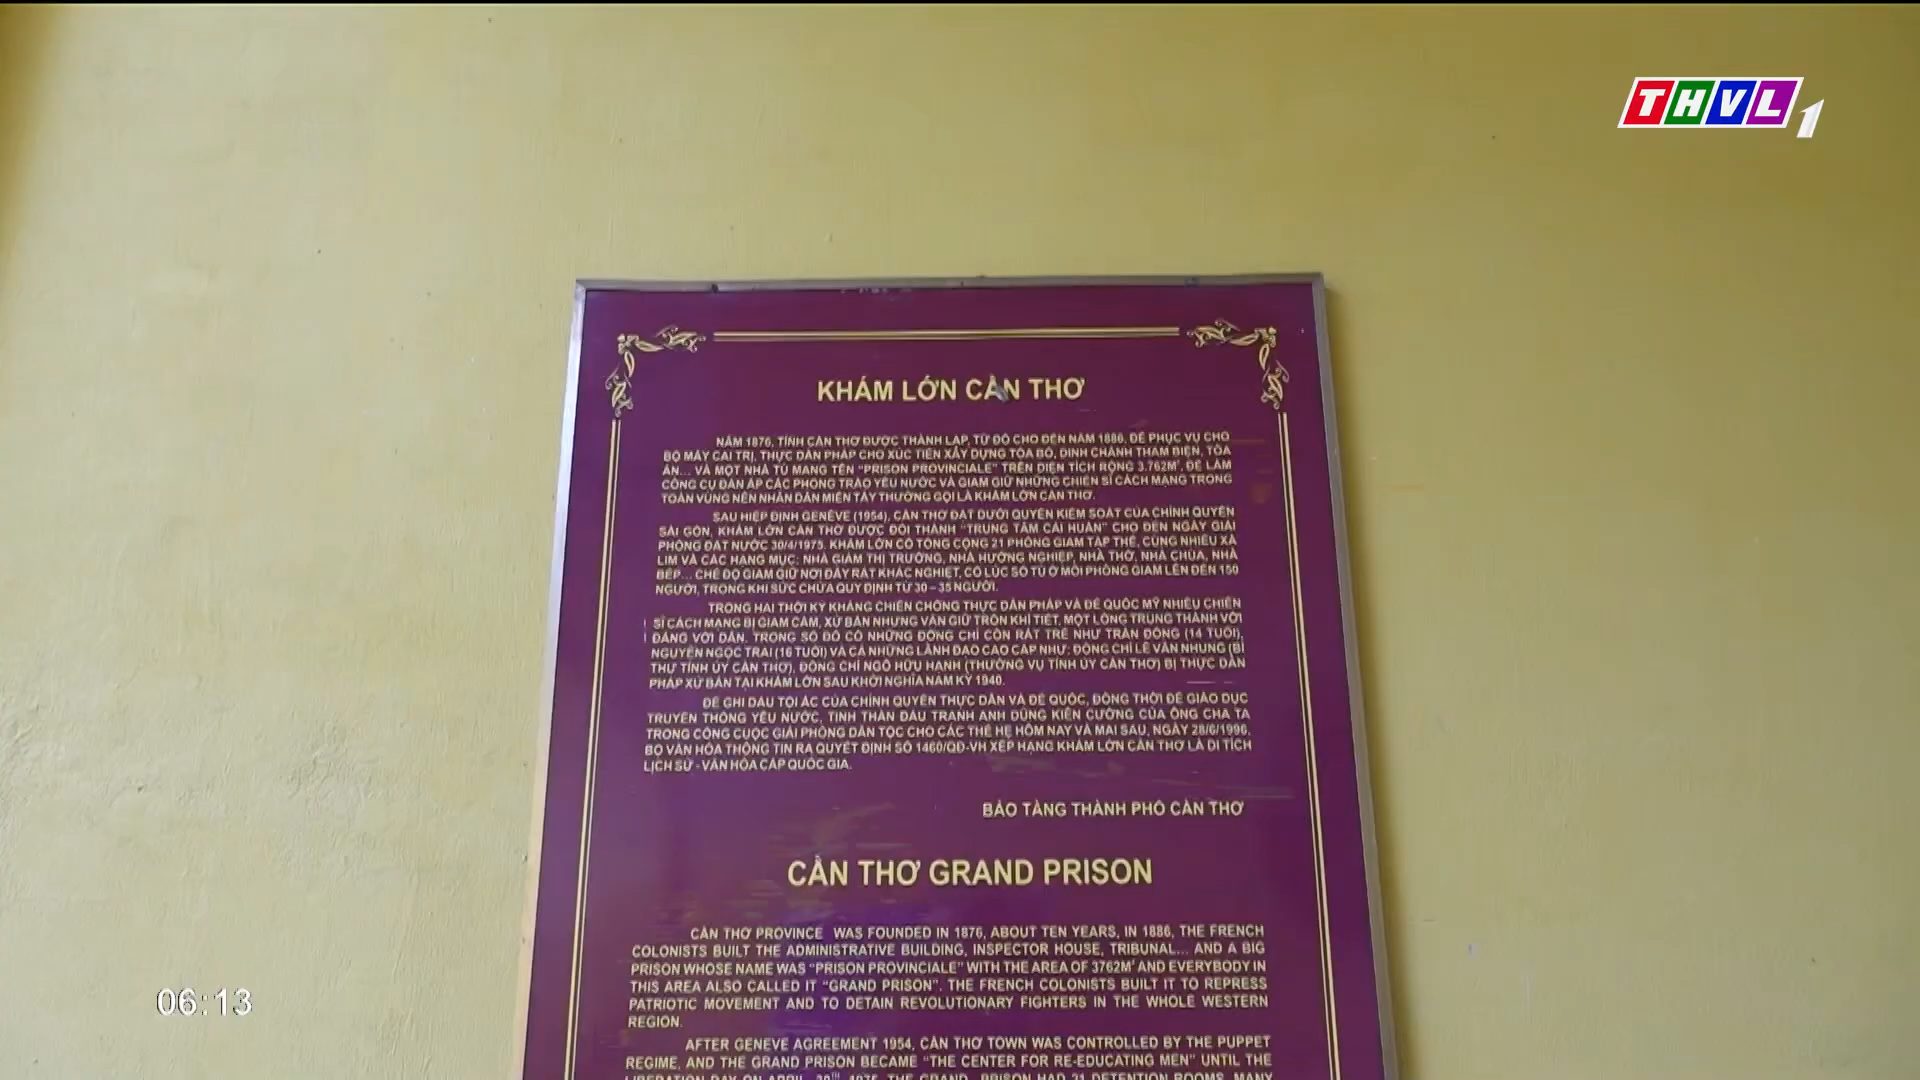 THVL1
KHÁM LỚN CẦN THƠ
NĂM 1876, TỈNH CẦN THƠ ĐƯỢC THÀNH LẬP, TỪ ĐÓ CHO ĐẾN NĂM 1886, ĐỂ PHỤC VỤ CHO
BỘ MÁY CAI TRỊ, THỰC DÂN PHÁP CHO XÚC TIẾN XÂY DỰNG TÒA BỐ, DINH CHÁNH THAM BIỆN, TÒA
ÁN... VÀ MỘT NHÀ TÙ MANG TÊN “PRISON PROVINCIALE” TRÊN DIỆN TÍCH RỘNG 3.762M², ĐỂ LÀM
CÔNG CỤ ĐÀN ÁP CÁC PHONG TRÀO YÊU NƯỚC VÀ GIAM GIỮ NHỮNG CHIẾN SĨ CÁCH MẠNG TRONG
TOÀN VÙNG NÊN NHÂN DÂN MIỀN TÂY THƯỜNG GỌI LÀ KHÁM LỚN CẦN THƠ.
SAU HIỆP ĐỊNH GENÈVE (1954), CẦN THƠ ĐẶT DƯỚI QUYỀN KIỂM SOÁT CỦA CHÍNH QUYỀN
SÀI GÒN, KHÁM LỚN CẦN THƠ ĐƯỢC ĐỔI THÀNH “TRUNG TÂM CẢI HUẤN” CHO ĐẾN NGÀY GIẢI
PHÓNG ĐẤT NƯỚC 30/4/1975. KHÁM LỚN CÓ TỔNG CỘNG 21 PHÒNG GIAM TẬP THỂ, CÙNG NHIỀU XÀ
LIM VÀ CÁC HẠNG MỤC: NHÀ GIÁM THỊ TRƯỞNG, NHÀ HƯỚNG NGHIỆP, NHÀ THỜ, NHÀ CHÙA, NHÀ
BẾP... CHẾ ĐỘ GIAM GIỮ NƠI ĐÂY RẤT KHẮC NGHIỆT, CÓ LÚC SỐ TÙ Ở MỖI PHÒNG GIAM LÊN ĐẾN 150
NGƯỜI, TRONG KHI SỨC CHỨA QUY ĐỊNH TỪ 30 – 35 NGƯỜI.
TRONG HAI THỜI KỲ KHÁNG CHIẾN CHỐNG THỰC DÂN PHÁP VÀ ĐẾ QUỐC MỸ NHIỀU CHIẾN
SĨ CÁCH MẠNG BỊ GIAM CẦM, XỬ BẮN NHƯNG VẪN GIỮ TRÒN KHÍ TIẾT, MỘT LÒNG TRUNG THÀNH VỚI
ĐẢNG VỚI DÂN. TRONG SỐ ĐÓ CÓ NHỮNG ĐỒNG CHÍ CÒN RẤT TRẺ NHƯ TRẦN ĐÔNG (14 TUỔI),
NGUYỄN NGỌC TRAI (16 TUỔI) VÀ CẢ NHỮNG LÃNH ĐẠO CAO CẤP NHƯ: ĐỒNG CHÍ LÊ VĂN NHUNG (BÍ
THƯ TỈNH ỦY CẦN THƠ), ĐỒNG CHÍ NGÔ HỮU HẠNH (THƯỜNG VỤ TỈNH ỦY CẦN THƠ) BỊ THỰC DÂN
PHÁP XỬ BẮN TẠI KHÁM LỚN SAU KHỞI NGHĨA NAM KỲ 1940.
ĐỂ GHI DẤU TỘI ÁC CỦA CHÍNH QUYỀN THỰC DÂN VÀ ĐẾ QUỐC, ĐỒNG THỜI ĐỂ GIÁO DỤC
TRUYỀN THỐNG YÊU NƯỚC, TINH THẦN ĐẤU TRANH ANH DŨNG KIÊN CƯỜNG CỦA ÔNG CHA TA
TRONG CÔNG CUỘC GIẢI PHÓNG DÂN TỘC CHO CÁC THẾ HỆ HÔM NAY VÀ MAI SAU, NGÀY 28/6/1996,
BỘ VĂN HÓA THÔNG TIN RA QUYẾT ĐỊNH SỐ 1460/QĐ-VH XẾP HẠNG KHÁM LỚN CẦN THƠ LÀ DI TÍCH
LỊCH SỬ - VĂN HÓA CẤP QUỐC GIA.
BẢO TÀNG THÀNH PHỐ CẦN THƠ
CẦN THƠ GRAND PRISON
CẦN THƠ PROVINCE WAS FOUNDED IN 1876, ABOUT TEN YEARS, IN 1886, THE FRENCH
COLONISTS BUILT THE ADMINISTRATIVE BUILDING, INSPECTOR HOUSE, TRIBUNAL... AND A BIG
PRISON WHOSE NAME WAS “PRISON PROVINCIALE” WITH THE AREA OF 3762M² AND EVERYBODY IN
THIS AREA ALSO CALLED IT “GRAND PRISON”. THE FRENCH COLONISTS BUILT IT TO REPRESS
PATRIOTIC MOVEMENT AND TO DETAIN REVOLUTIONARY FIGHTERS IN THE WHOLE WESTERN
REGION.
AFTER GENEVE AGREEMENT 1954, CẦN THƠ TOWN WAS CONTROLLED BY THE PUPPET
REGIME, AND THE GRAND PRISON BECAME “THE CENTER FOR RE-EDUCATING MEN” UNTIL THE
LIBERATION DAY ON APRIL, 30TH, 1975. THE GRAND PRISON HAD 21 DETENTION ROOMS, MANY
06:13